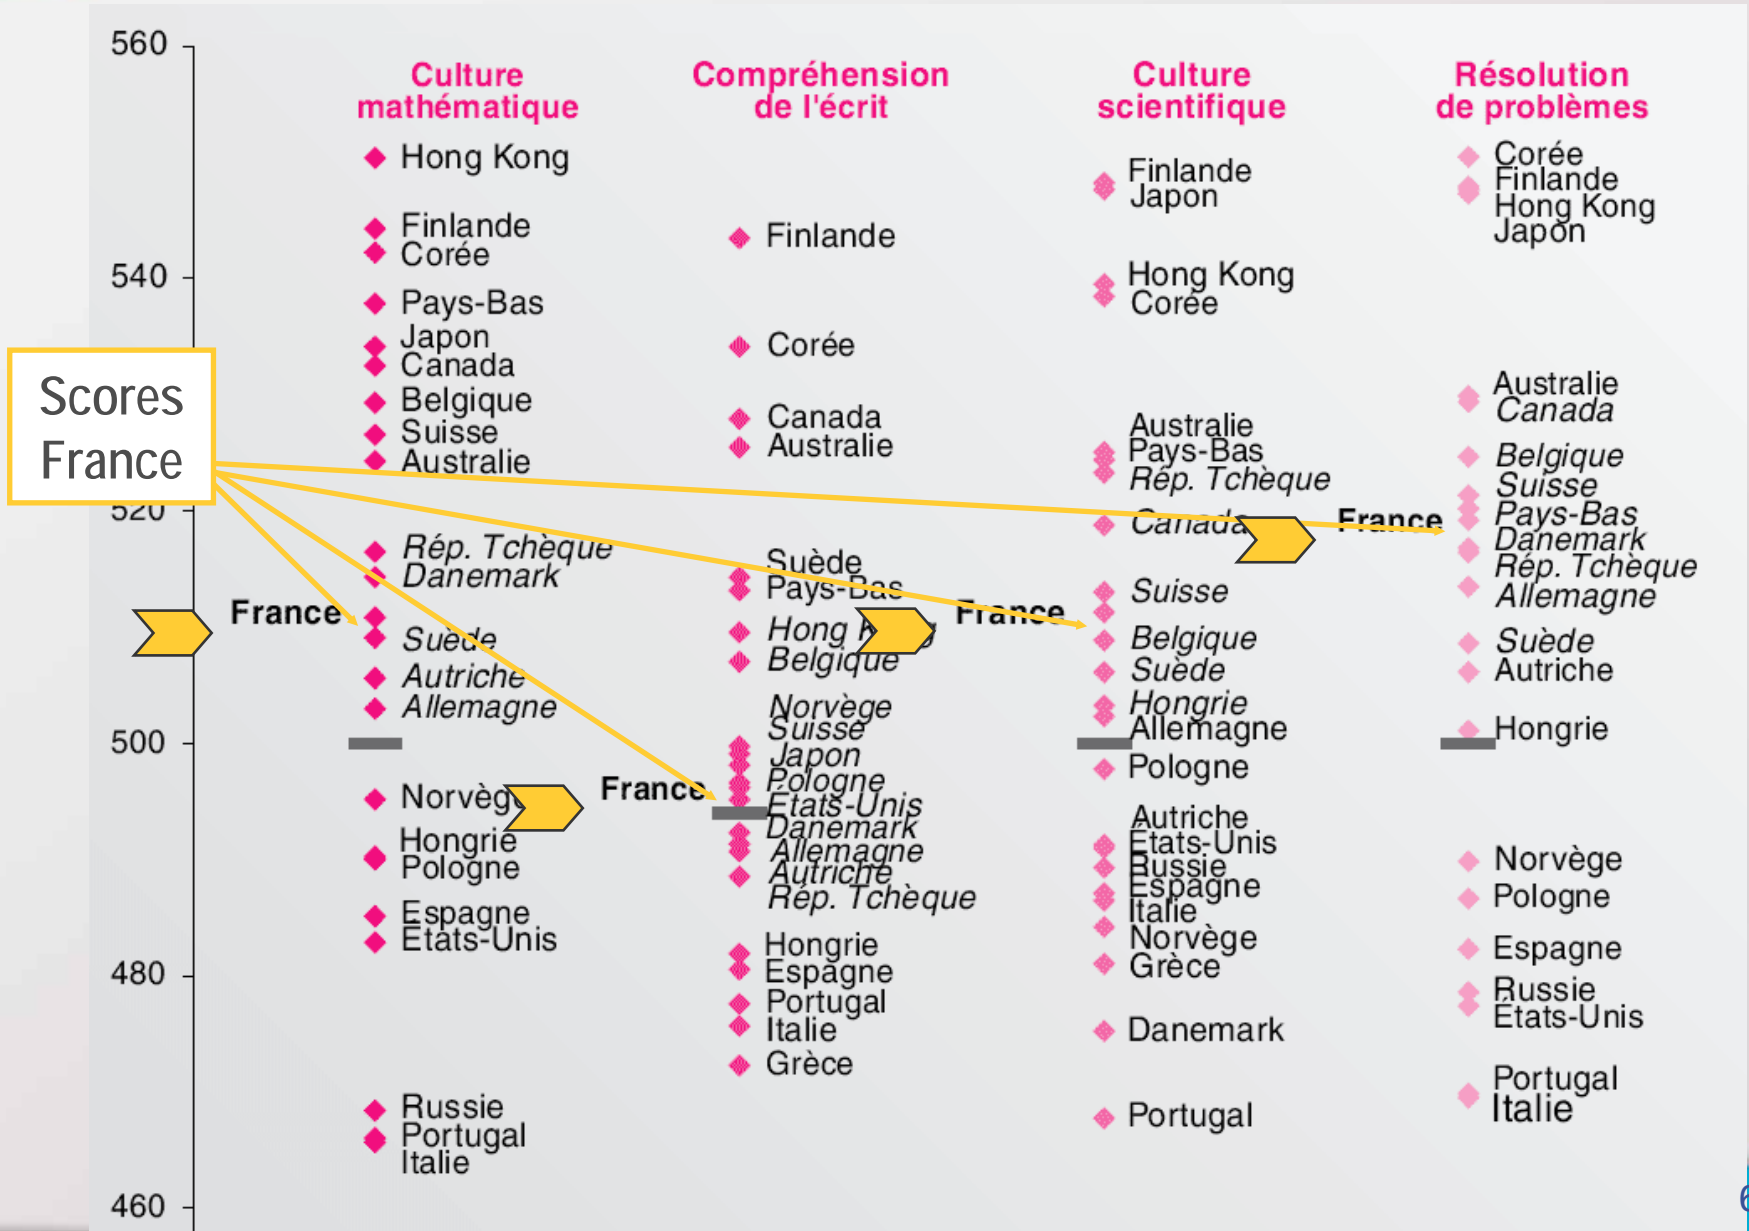 560
540
520
500
480
460
Scores
France
Culture
mathématique
Hong Kong
Finlande
Corée
Pays-Bas
Japon
Canada
Belgique
Suisse
Australie
Rép. Tchèque
Danemark
France
Suède
Autriche
Allemagne
Norvège
Hongrie
Pologne
Espagne
États-Unis
Russie
Portugal
Italie
Compréhension
de l'écrit
Finlande
Corée
Canada
Australie
Suède
Pays-Bas
Hong Kong
Belgique
Norvège
Suisse
Japon
Pologne
France
États-Unis
Danemark
Allemagne
Autriche
Rép. Tchèque
Hongrie
Espagne
Portugal
Italie
Grèce
Culture
scientifique
Finlande
Japon
Hong Kong
Corée
Australie
Pays-Bas
Rép. Tchèque
Canada
Suisse
France
Belgique
Suède
Hongrie
Allemagne
Pologne
Autriche
États-Unis
Russie
Espagne
Italie
Norvège
Grèce
Danemark
Portugal
Résolution
de problèmes
Corée
Finlande
Hong Kong
Japon
Australie
Canada
Belgique
Suisse
Pays-Bas
France
Danemark
Rép. Tchèque
Allemagne
Suède
Autriche
Hongrie
Norvège
Pologne
Espagne
Russie
États-Unis
Portugal
Italie